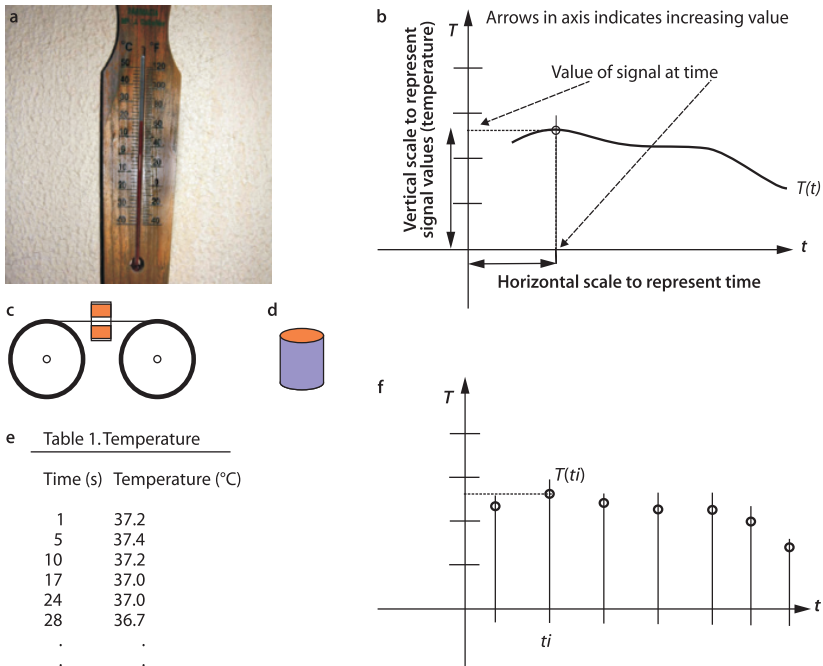 a
°C °F
50 120
b
Arrows in axis indicates increasing value
T
Value of signal at time
Vertical scale to represent
signal values (temperature)
T(t)
t
Horizontal scale to represent time
c
d
e
Table 1. Temperature
Time (s) Temperature (°C)
1 37.2
5 37.4
10 37.2
17 37.0
24 37.0
28 36.7
. .
. .
f
T
T(ti)
t
ti